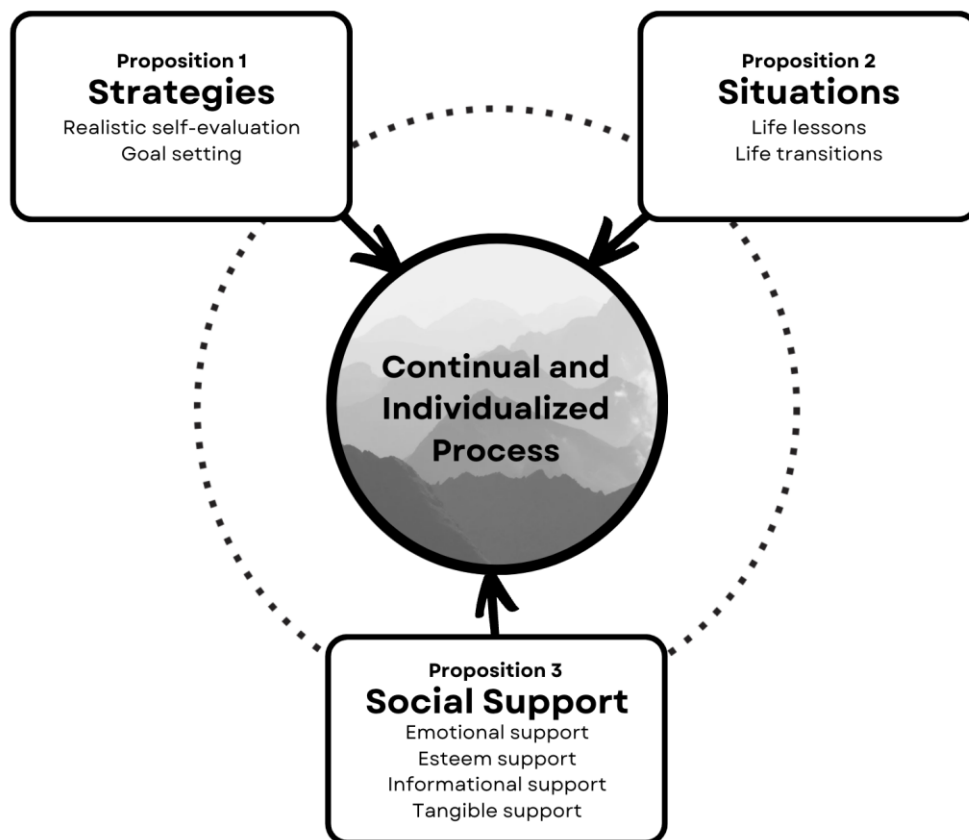 Proposition 1
Strategies
Realistic self-evaluation
Goal setting
Proposition 2
Situations
Life lessons
Life transitions
Continual and
Individualized
Process
Proposition 3
Social Support
Emotional support
Esteem support
Informational support
Tangible support